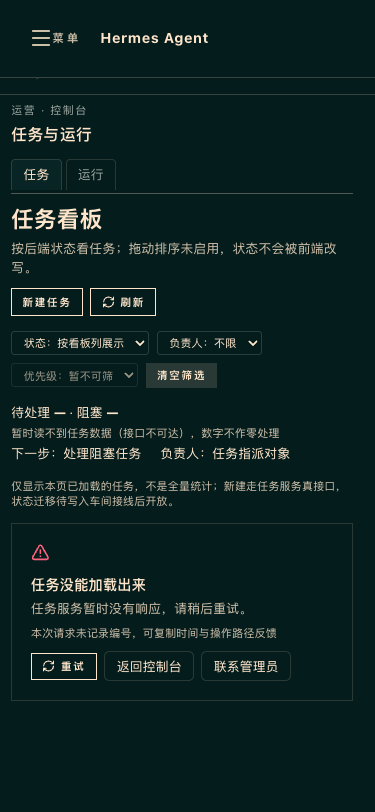 菜单 Hermes Agent
运营 · 控制台
任务与运行
任务 运行
任务看板
按后端状态看任务；拖动排序未启用，状态不会被前端改
写。
新建任务 刷新
状态：按看板列展示 负责人：不限
优先级：暂不可筛 清空筛选
待处理 — · 阻塞 —
暂时读不到任务数据（接口不可达），数字不作零处理
下一步：处理阻塞任务 负责人：任务指派对象
仅显示本页已加载的任务，不是全量统计；新建走任务服务真接口，
状态迁移待写入车间接线后开放。
任务没能加载出来
任务服务暂时没有响应，请稍后重试。
本次请求未记录编号，可复制时间与操作路径反馈
重试 返回控制台 联系管理员